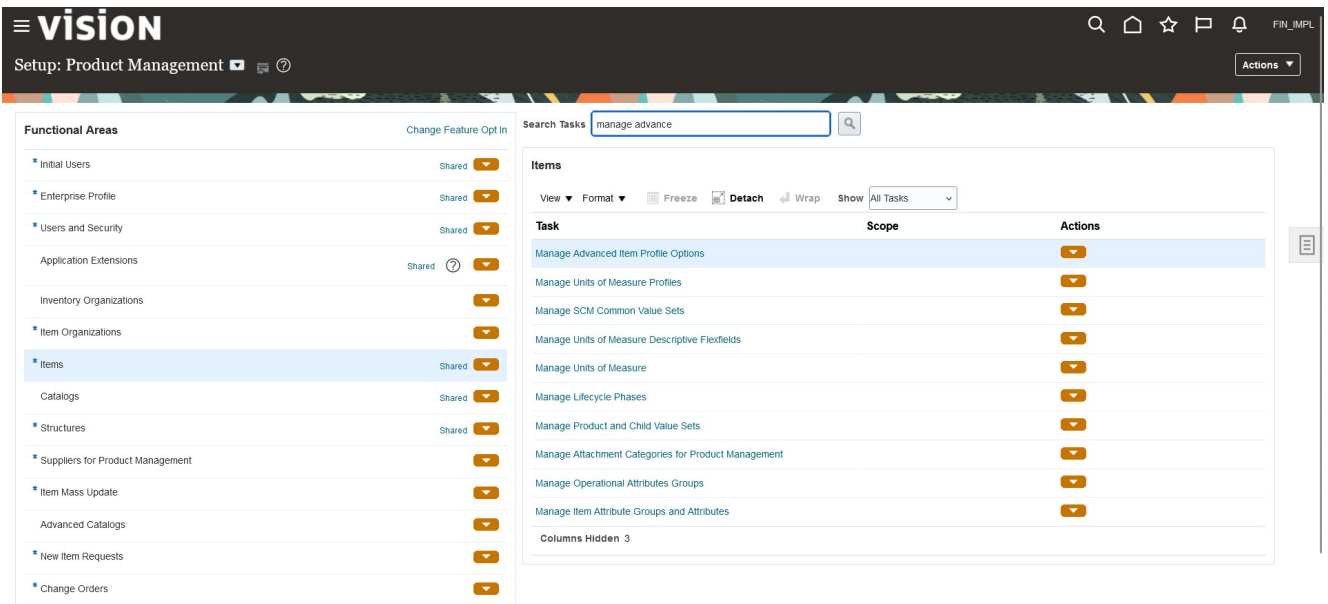 vision
FIN_IMPL
Setup: Product Management
Actions
Functional Areas
Change Feature Opt In
* Initial Users Shared
* Enterprise Profile Shared
* Users and Security Shared
Application Extensions Shared
Inventory Organizations
* Item Organizations
* Items Shared
Catalogs Shared
* Structures Shared
* Suppliers for Product Management
* Item Mass Update
Advanced Catalogs
* New Item Requests
* Change Orders
Search Tasks manage advance
Items
View Format Freeze Detach Wrap Show All Tasks
Task Scope Actions
Manage Advanced Item Profile Options
Manage Units of Measure Profiles
Manage SCM Common Value Sets
Manage Units of Measure Descriptive Flexfields
Manage Units of Measure
Manage Lifecycle Phases
Manage Product and Child Value Sets
Manage Attachment Categories for Product Management
Manage Operational Attributes Groups
Manage Item Attribute Groups and Attributes
Columns Hidden 3